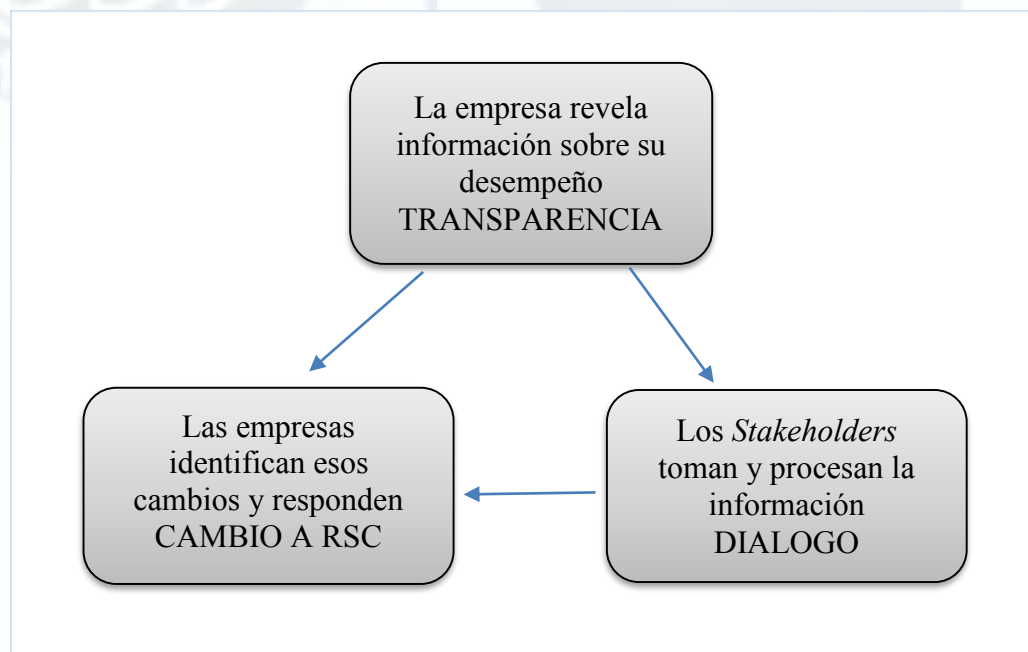 La empresa revela
información sobre su
desempeño
TRANSPARENCIA
Las empresas
identifican esos
cambios y responden
CAMBIO A RSC
Los Stakeholders
toman y procesan la
información
DIALOGO